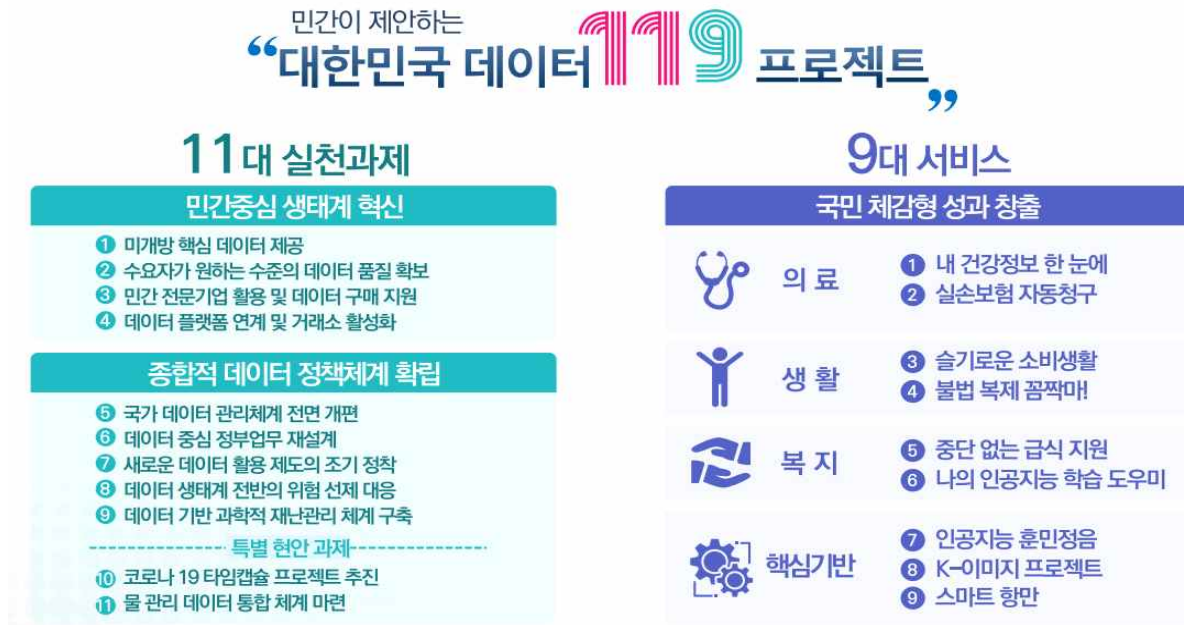 민간이 제안하는
“대한민국 데이터 119 프로젝트”
11대 실천과제
민간중심 생태계 혁신
1 미개방 핵심 데이터 제공
2 수요자가 원하는 수준의 데이터 품질 확보
3 민간 전문기업 활용 및 데이터 구매 지원
4 데이터 플랫폼 연계 및 거래소 활성화
종합적 데이터 정책체계 확립
5 국가 데이터 관리체계 전면 개편
6 데이터 중심 정부업무 재설계
7 새로운 데이터 활용 제도의 조기 정착
8 데이터 생태계 전반의 위험 선제 대응
9 데이터 기반 과학적 재난관리 체계 구축
특별 현안 과제
10 코로나 19 타임캡슐 프로젝트 추진
11 물 관리 데이터 통합 체계 마련
9대 서비스
국민 체감형 성과 창출
의료
1 내 건강정보 한 눈에
2 실손보험 자동청구
생활
3 슬기로운 소비생활
4 불법 복제 꼼짝마!
복지
5 중단 없는 급식 지원
6 나의 인공지능 학습 도우미
핵심기반
7 인공지능 훈민정음
8 K-이미지 프로젝트
9 스마트 항만